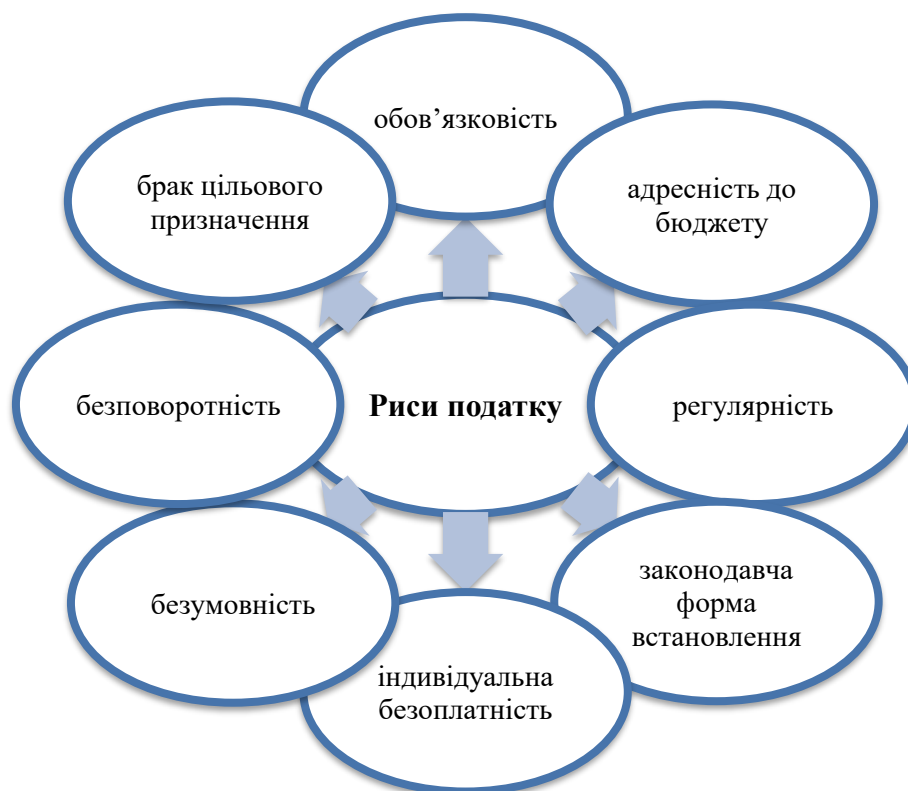 обов’язковість
брак цільового
призначення
адресність до
бюджету
безповоротність
Риси податку
регулярність
безумовність
законодавча
форма
встановлення
індивідуальна
безоплатність